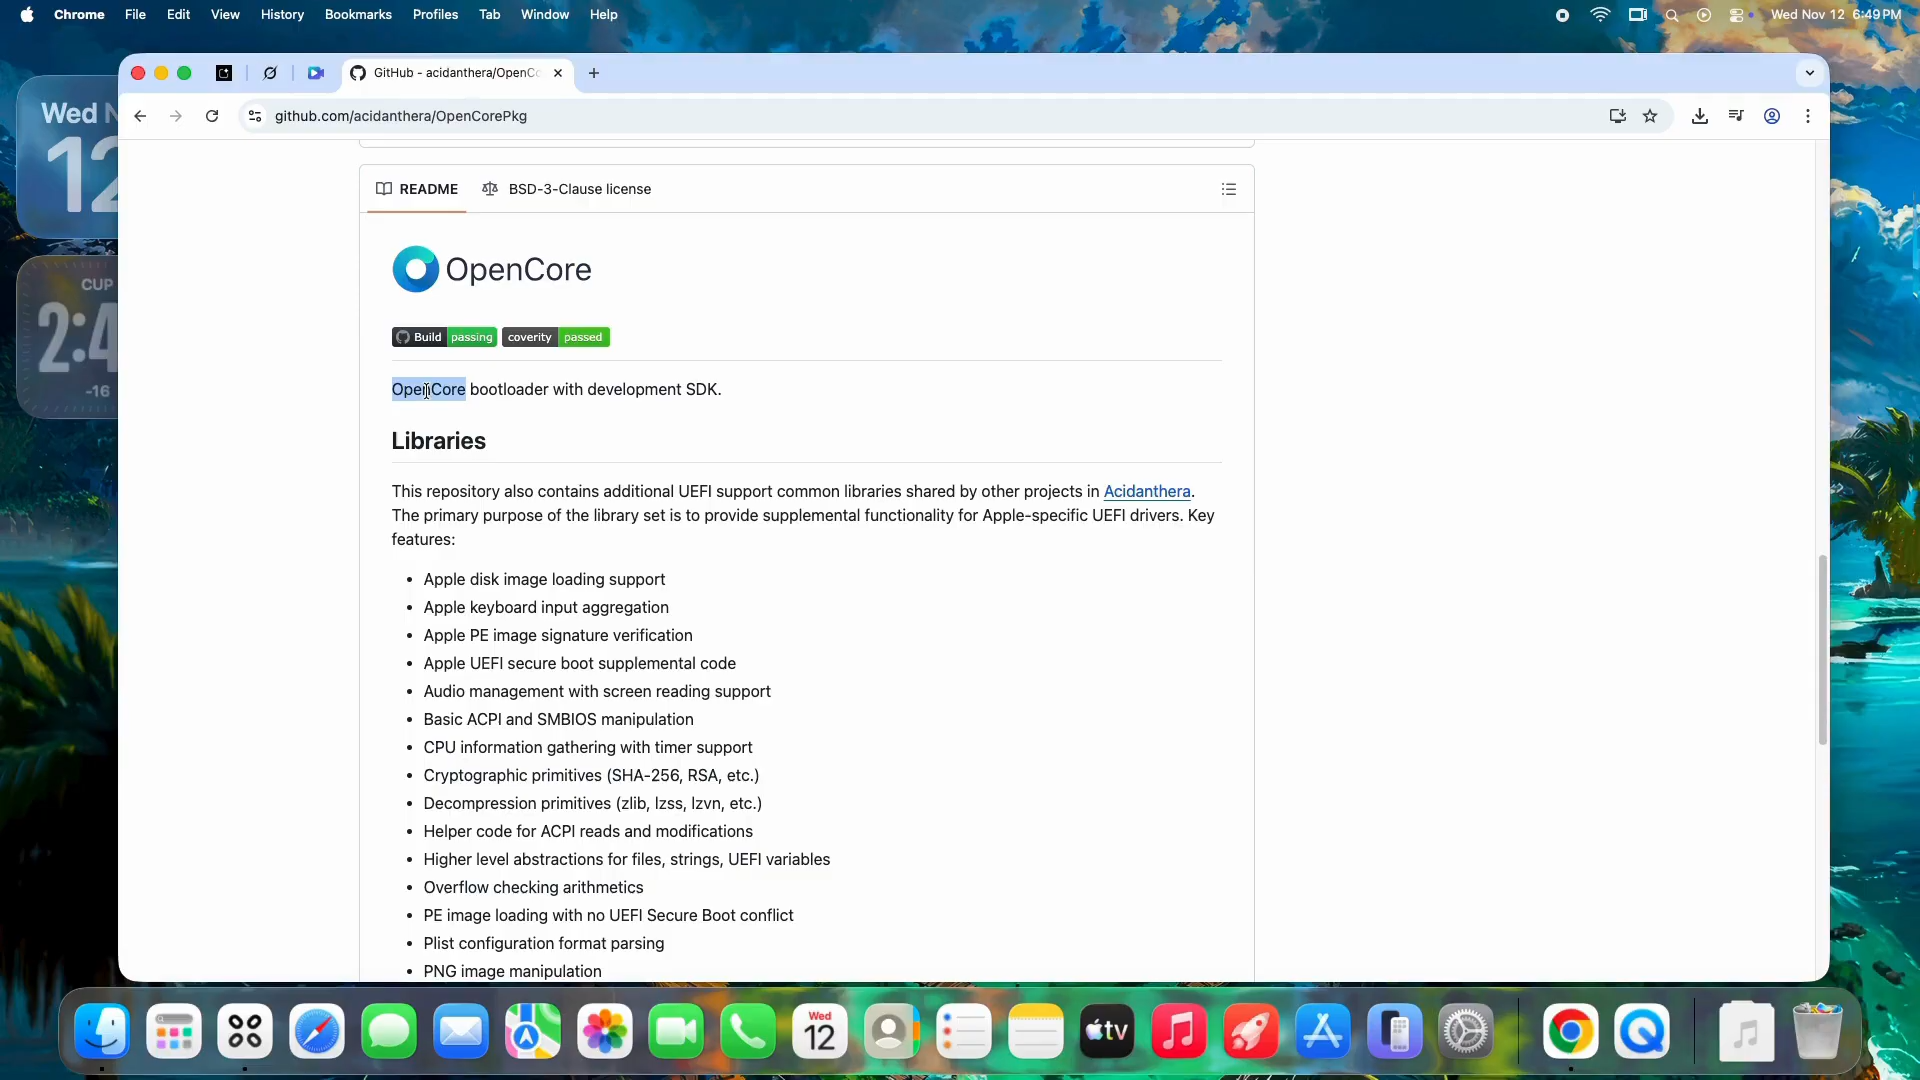 Chrome File Edit View History Bookmarks Profiles Tab Window Help
Wed Nov 12 6:49 PM
GitHub - acidanthera/OpenC
github.com/acidanthera/OpenCorePkg
Wed N
12
CUP
2:4
-16
README BSD-3-Clause license
OpenCore
Build passing coverity passed
OpenCore bootloader with development SDK.
Libraries
This repository also contains additional UEFI support common libraries shared by other projects in Acidanthera.
The primary purpose of the library set is to provide supplemental functionality for Apple-specific UEFI drivers. Key
features:
• Apple disk image loading support
• Apple keyboard input aggregation
• Apple PE image signature verification
• Apple UEFI secure boot supplemental code
• Audio management with screen reading support
• Basic ACPI and SMBIOS manipulation
• CPU information gathering with timer support
• Cryptographic primitives (SHA-256, RSA, etc.)
• Decompression primitives (zlib, lzss, lzvn, etc.)
• Helper code for ACPI reads and modifications
• Higher level abstractions for files, strings, UEFI variables
• Overflow checking arithmetics
• PE image loading with no UEFI Secure Boot conflict
• Plist configuration format parsing
• PNG image manipulation
Wed
12
tv